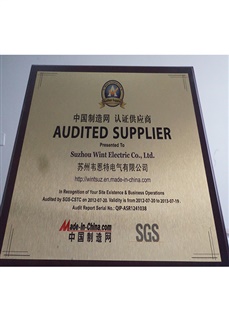 中国制造网 认证供应商
AUDITED SUPPLIER
Presented To
Suzhou Wint Electric Co., Ltd.
苏州韦恩特电气有限公司
http://wintsuz.en.made-in-china.com
In Recognition of Your Site Existence & Business Operations
Audited by SGS-CSTC on 2012-07-20. Validity is from 2012-07-20 to 2013-07-19.
Audit Report Serial No.: QIP-ASR1241038
Made-in-China.com
中国制造网
SGS